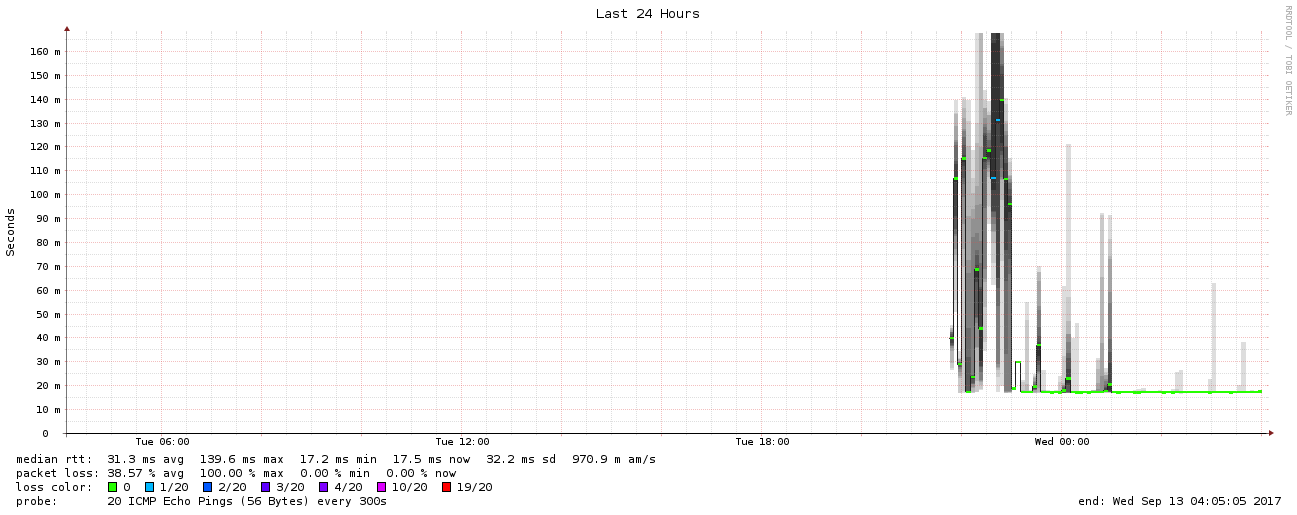 Last 24 Hours
RRDTOOL / TOBI OETIKER
Seconds
160 m
150 m
140 m
130 m
120 m
110 m
100 m
90 m
80 m
70 m
60 m
50 m
40 m
30 m
20 m
10 m
0
Tue 06:00 Tue 12:00 Tue 18:00 Wed 00:00
median rtt: 31.3 ms avg 139.6 ms max 17.2 ms min 17.5 ms now 32.2 ms sd 970.9 m am/s
packet loss: 38.57 % avg 100.00 % max 0.00 % min 0.00 % now
loss color: 0 1/20 2/20 3/20 4/20 10/20 19/20
probe: 20 ICMP Echo Pings (56 Bytes) every 300s end: Wed Sep 13 04:05:05 2017